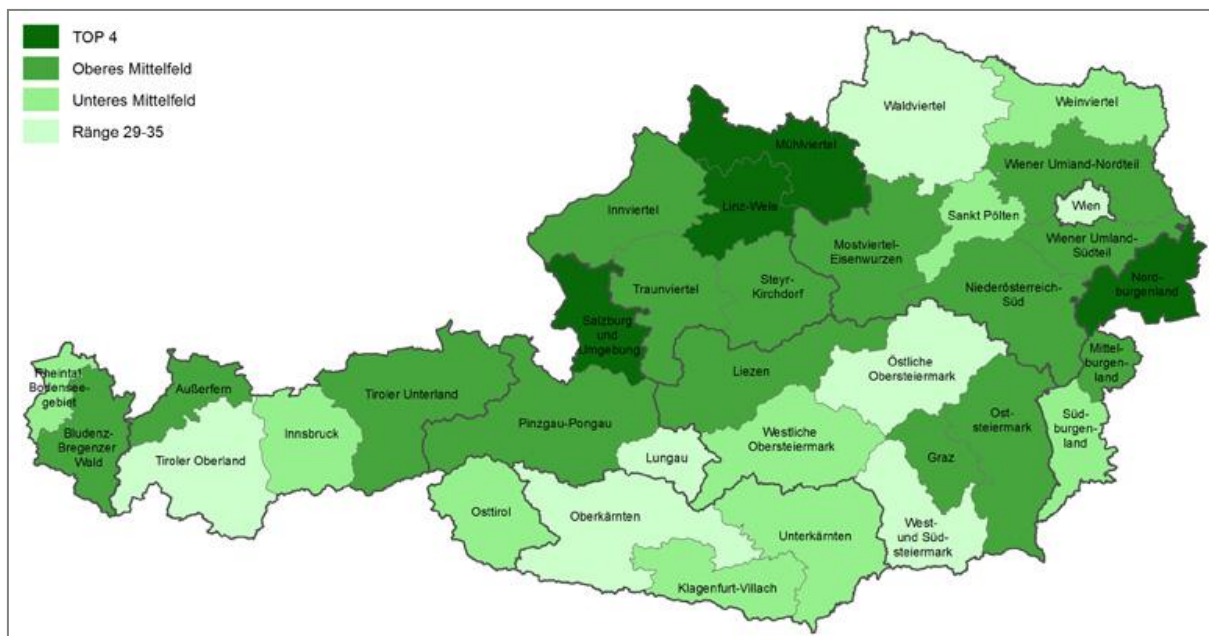 TOP 4
Oberes Mittelfeld
Unteres Mittelfeld
Ränge 29-35
Waldviertel
Weinviertel
Mühlviertel
Wiener Umland-Nordteil
Linz-Wels
Innviertel
Sankt Pölten
Wien
Mostviertel-
Eisenwurzen
Wiener Umland-
Südteil
Nord-
burgenland
Traunviertel
Steyr-
Kirchdorf
Niederösterreich-
Süd
Salzburg
und
Umgebung
Mittel-
burgen-
land
Östliche
Obersteiermark
Liezen
Rheintal
Bodensee-
gebiet
Außerfern
Tiroler Unterland
Pinzgau-Pongau
Ost-
steiermark
Süd-
burgen-
land
Bludenz-
Bregenzer
Wald
Innsbruck
Tiroler Oberland
Westliche
Obersteiermark
Lungau
Graz
Osttirol
Oberkärnten
Unterkärnten
West-
und Süd-
steiermark
Klagenfurt-Villach